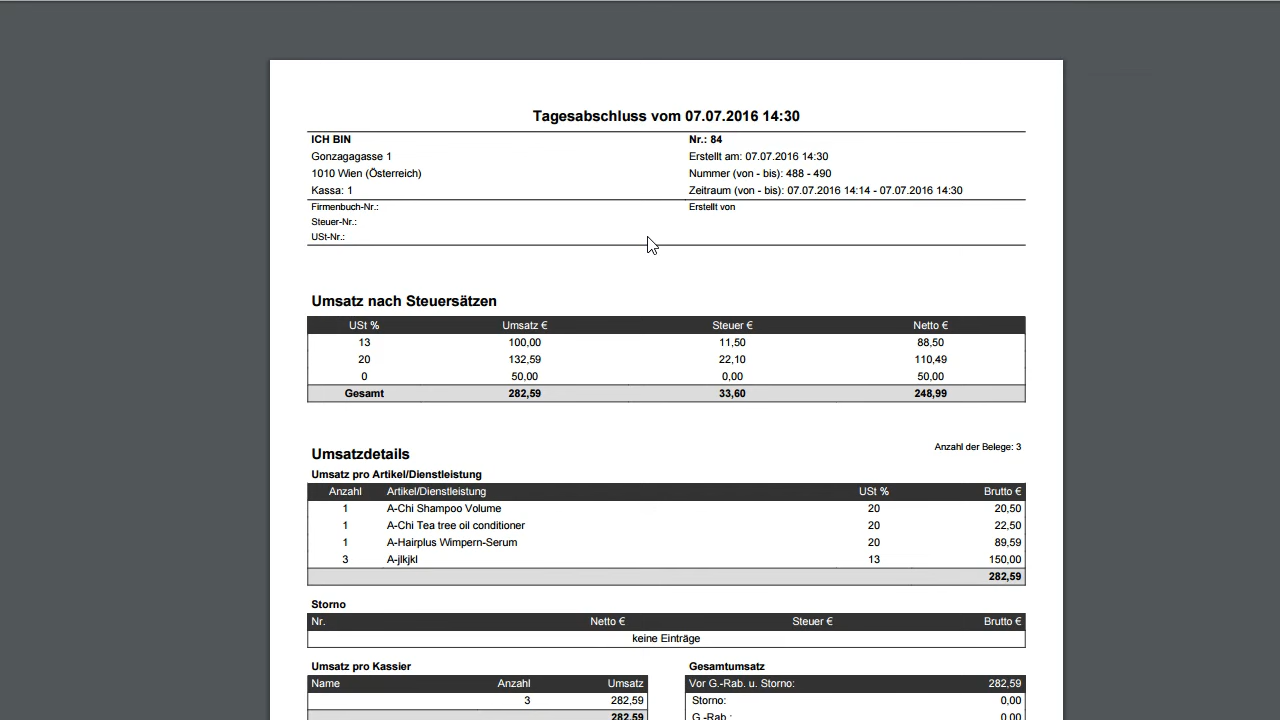 Tagesabschluss vom 07.07.2016 14:30
ICH BIN Nr.: 84
Gonzagagasse 1 Erstellt am: 07.07.2016 14:30
1010 Wien (Österreich) Nummer (von - bis): 488 - 490
Kassa: 1 Zeitraum (von - bis): 07.07.2016 14:14 - 07.07.2016 14:30
Firmenbuch-Nr.: Erstellt von
Steuer-Nr.:
USt-Nr.:
Umsatz nach Steuersätzen
USt % Umsatz € Steuer € Netto €
13 100,00 11,50 88,50
20 132,59 22,10 110,49
0 50,00 0,00 50,00
Gesamt 282,59 33,60 248,99
Umsatzdetails Anzahl der Belege: 3
Umsatz pro Artikel/Dienstleistung
Anzahl Artikel/Dienstleistung USt % Brutto €
1 A-Chi Shampoo Volume 20 20,50
1 A-Chi Tea tree oil conditioner 20 22,50
1 A-Hairplus Wimpern-Serum 20 89,59
3 A-jlkjkl 13 150,00
282,59
Storno
Nr. Netto € Steuer € Brutto €
keine Einträge
Umsatz pro Kassier Gesamtumsatz
Name Anzahl Umsatz Vor G.-Rab. u. Storno: 282,59
3 282,59 Storno: 0,00
282,59 G.-Rab.: 0,00